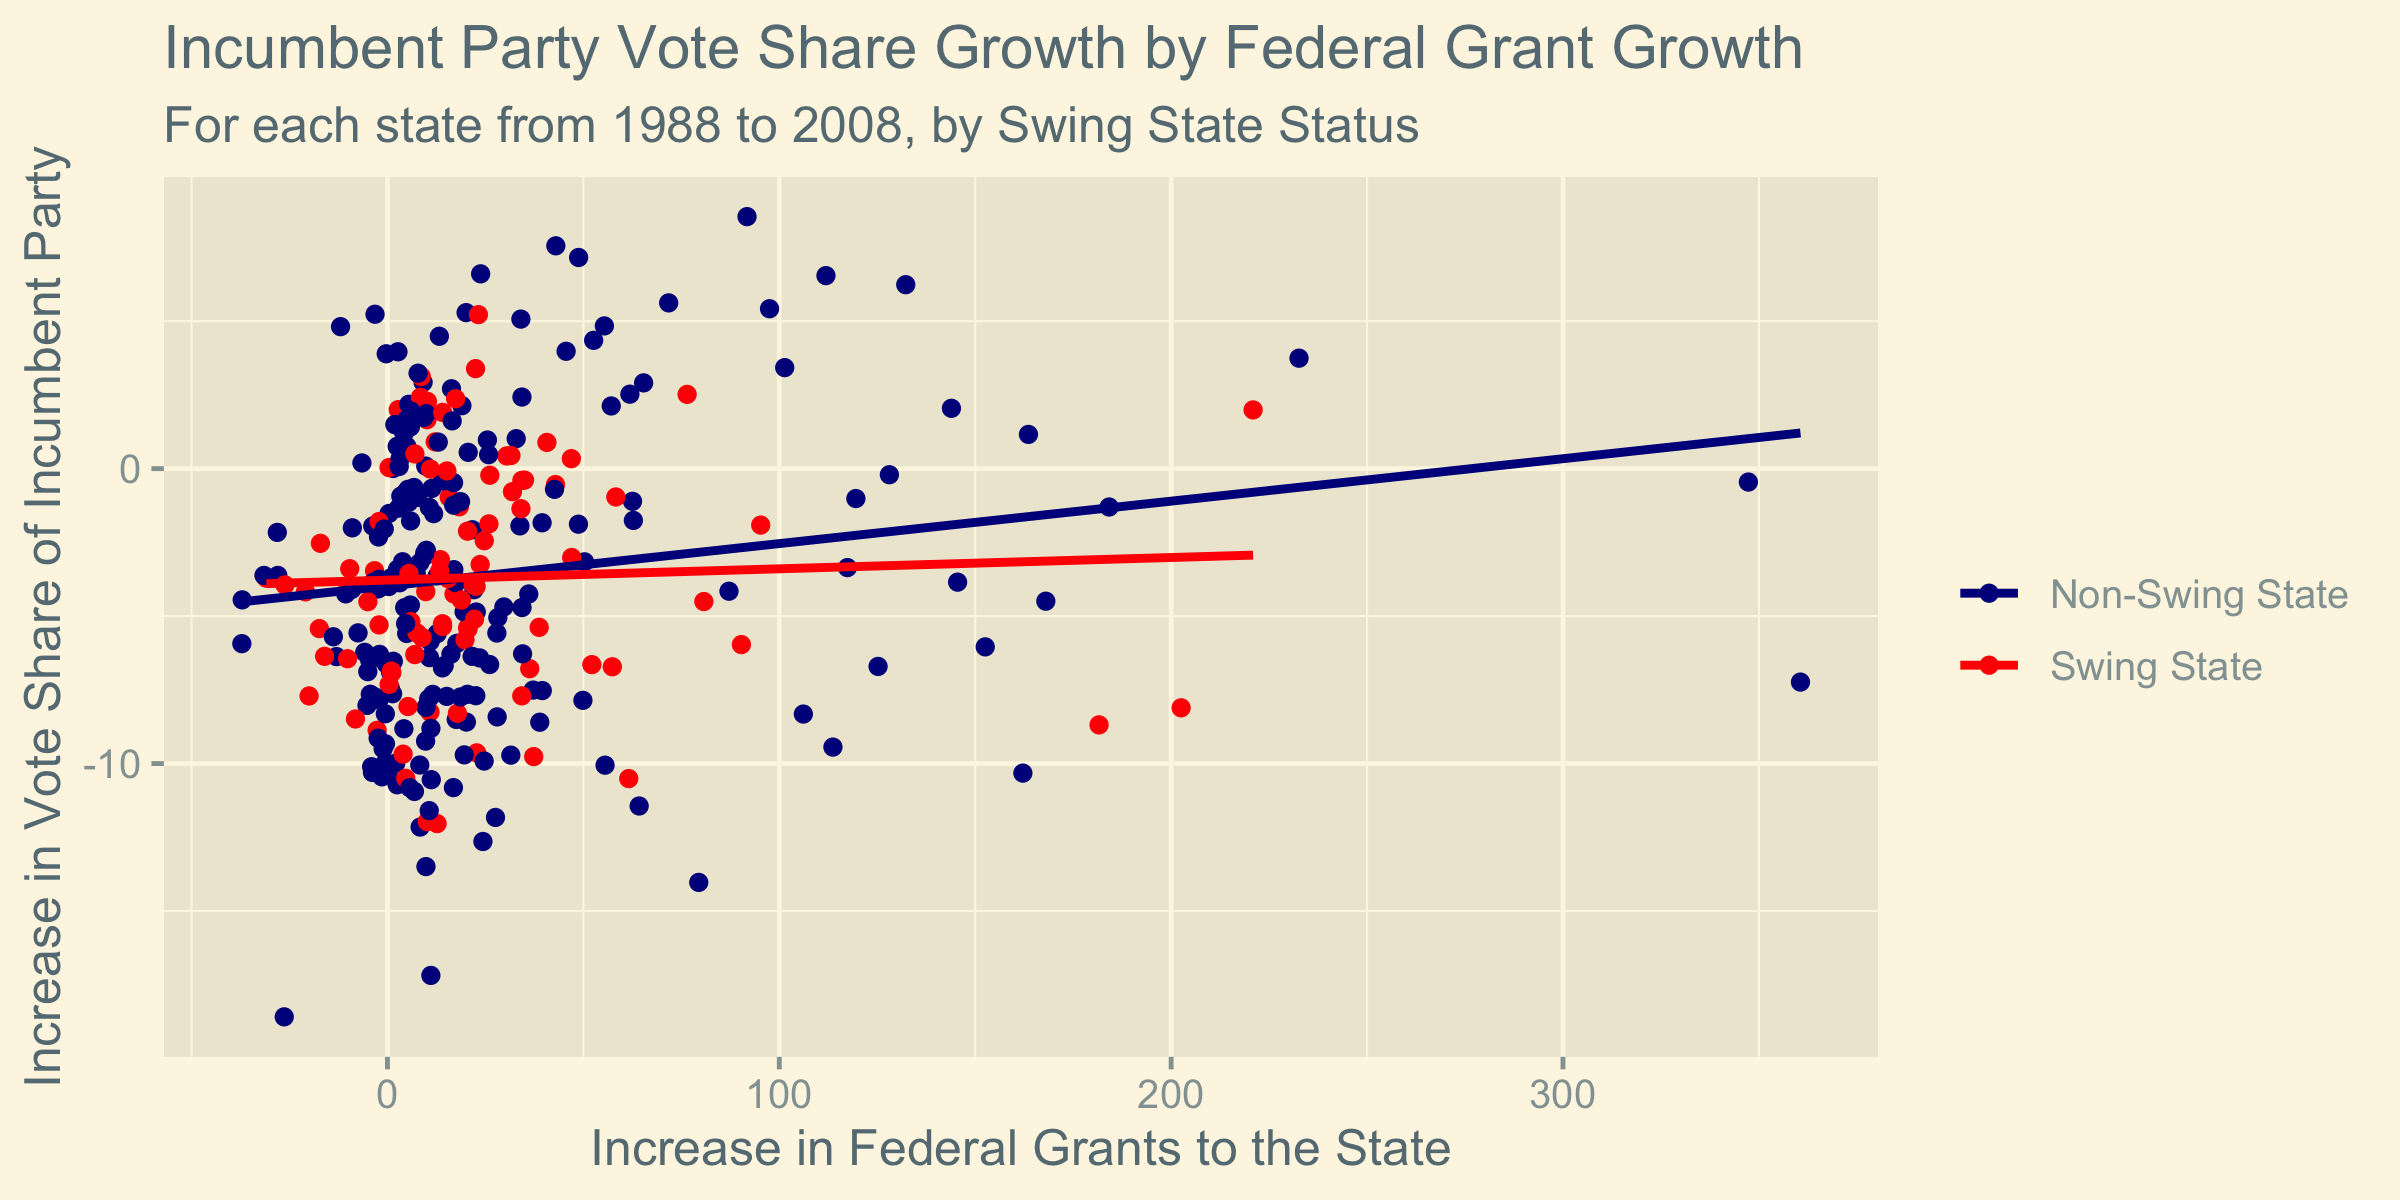 Incumbent Party Vote Share Growth by Federal Grant Growth
For each state from 1988 to 2008, by Swing State Status
Increase in Vote Share of Incumbent Party
0
-10
0
100
200
300
Increase in Federal Grants to the State
Non-Swing State
Swing State